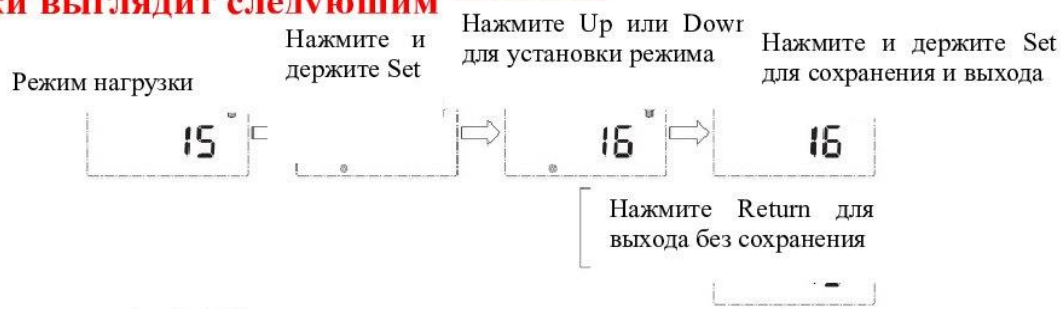 ки выглядит следующим
Режим нагрузки
Нажмите и
держите Set
Нажмите Up или Down
для установки режима
Нажмите и держите Set
для сохранения и выхода
15
16
16
Нажмите Return для
выхода без сохранения